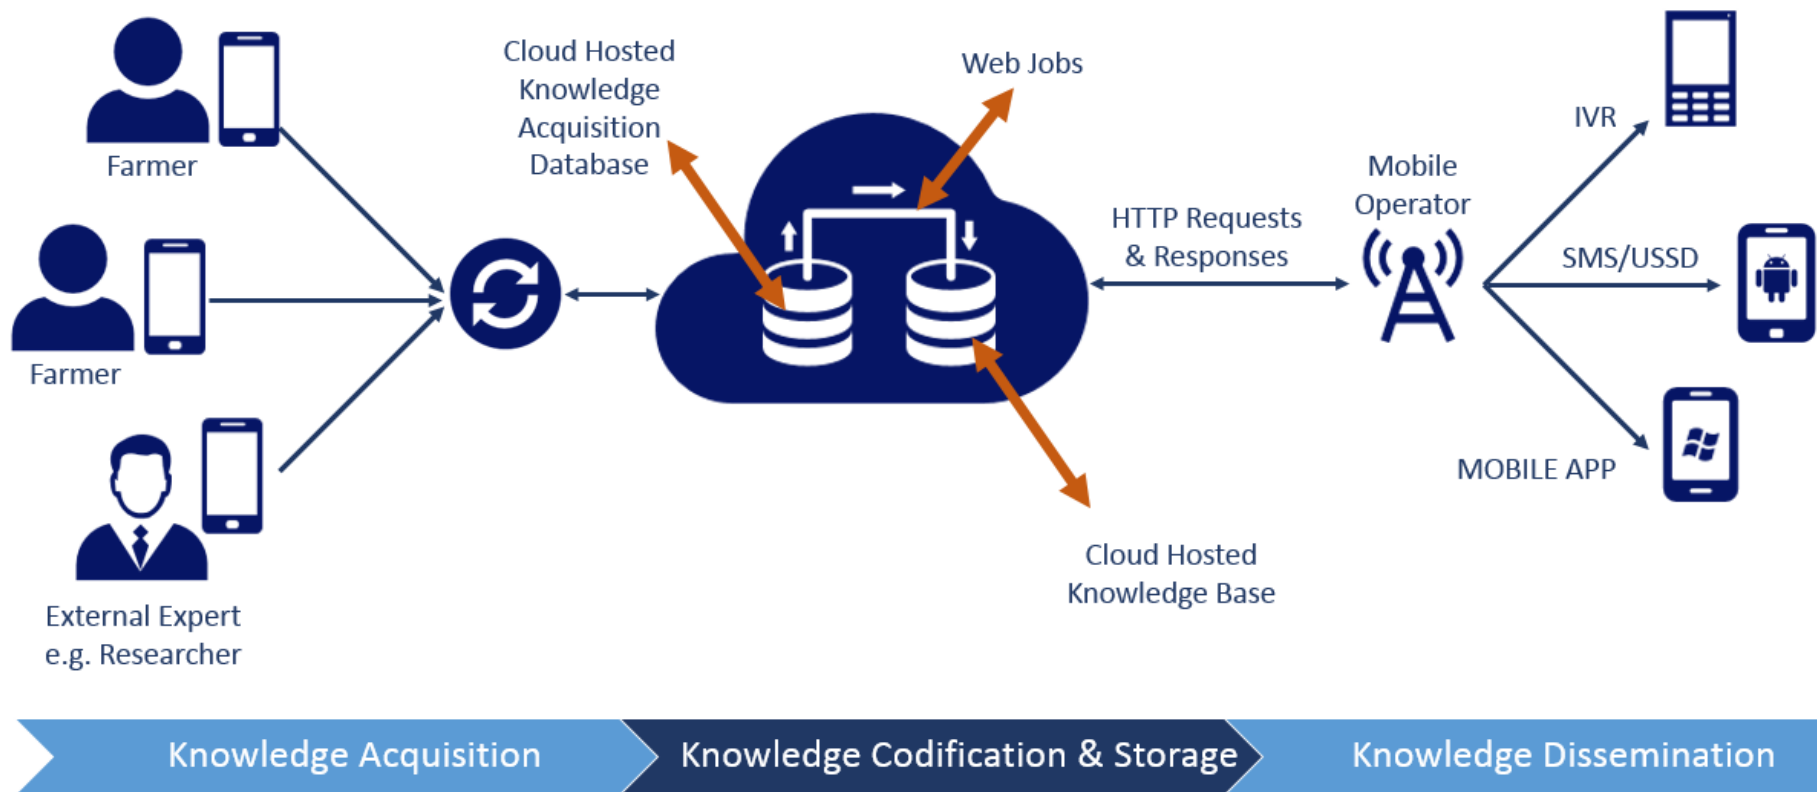 Farmer
Farmer
External Expert
e.g. Researcher
Cloud Hosted
Knowledge
Acquisition
Database
Web Jobs
Cloud Hosted
Knowledge Base
HTTP Requests
& Responses
Mobile
Operator
IVR
SMS/USSD
MOBILE APP
Knowledge Acquisition
Knowledge Codification & Storage
Knowledge Dissemination